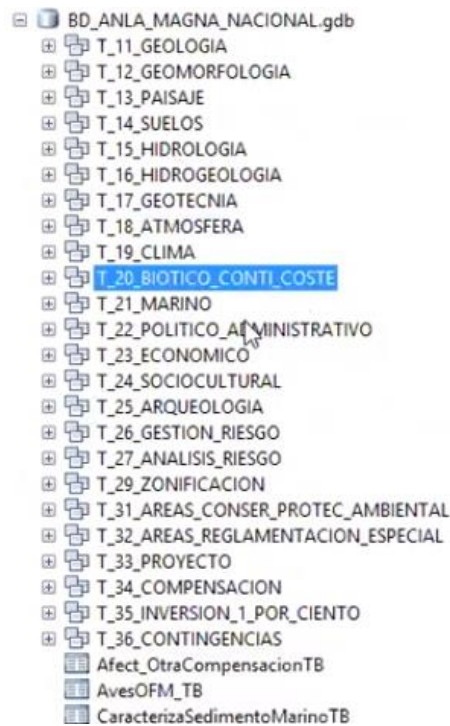 BD_ANLA_MAGNA_NACIONAL.gdb
T_11_GEOLOGIA
T_12_GEOMORFOLOGIA
T_13_PAISAJE
T_14_SUELOS
T_15_HIDROLOGIA
T_16_HIDROGEOLOGIA
T_17_GEOTECNIA
T_18_ATMOSFERA
T_19_CLIMA
T_20_BIOTICO_CONTI_COSTE
T_21_MARINO
T_22_POLITICO_ADMINISTRATIVO
T_23_ECONOMICO
T_24_SOCIOCULTURAL
T_25_ARQUEOLOGIA
T_26_GESTION_RIESGO
T_27_ANALISIS_RIESGO
T_29_ZONIFICACION
T_31_AREAS_CONSER_PROTEC_AMBIENTAL
T_32_AREAS_REGLAMENTACION_ESPECIAL
T_33_PROYECTO
T_34_COMPENSACION
T_35_INVERSION_1_POR_CIENTO
T_36_CONTINGENCIAS
Afect_OtraCompensacionTB
AvesOFM_TB
CaracterizaSedimentoMarinoTB